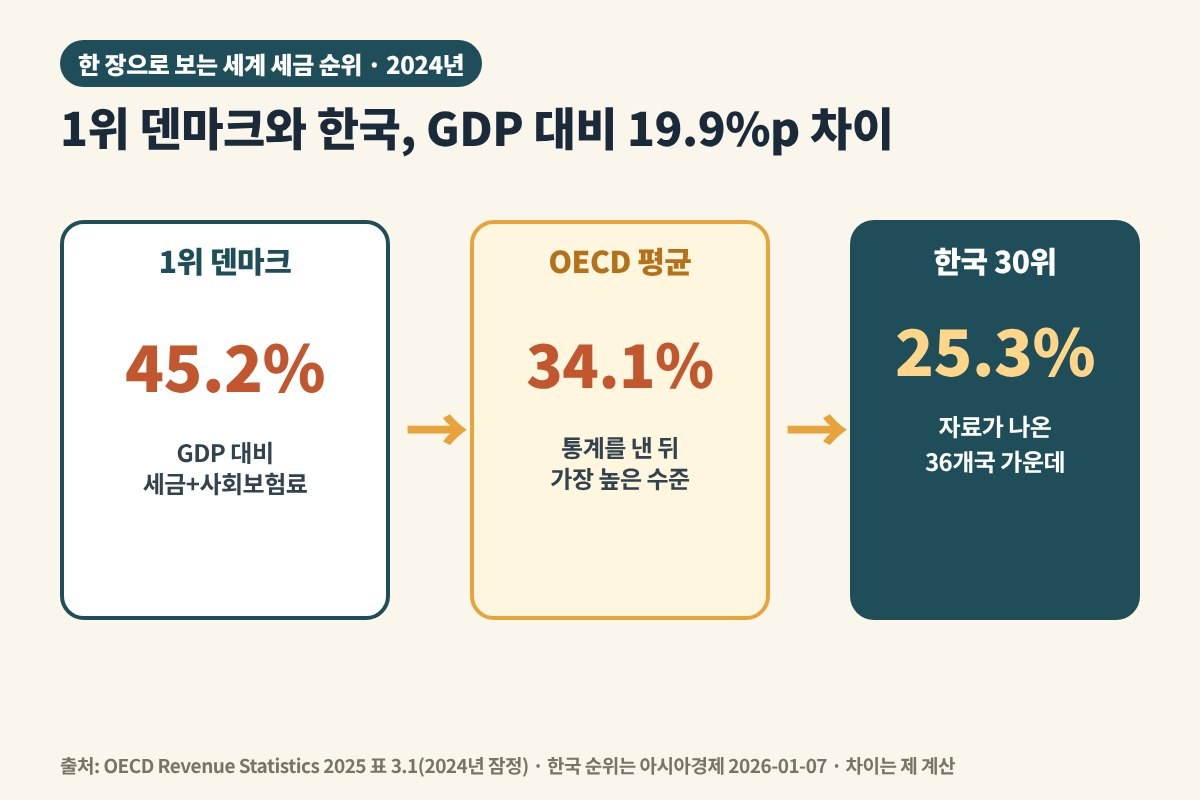 한 장으로 보는 세계 세금 순위 · 2024년
1위 덴마크와 한국, GDP 대비 19.9%p 차이
1위 덴마크
45.2%
GDP 대비
세금+사회보험료
→
OECD 평균
34.1%
통계를 낸 뒤
가장 높은 수준
→
한국 30위
25.3%
자료가 나온
36개국 가운데
출처: OECD Revenue Statistics 2025 표 3.1(2024년 잠정) · 한국 순위는 아시아경제 2026-01-07 · 차이는 제 계산